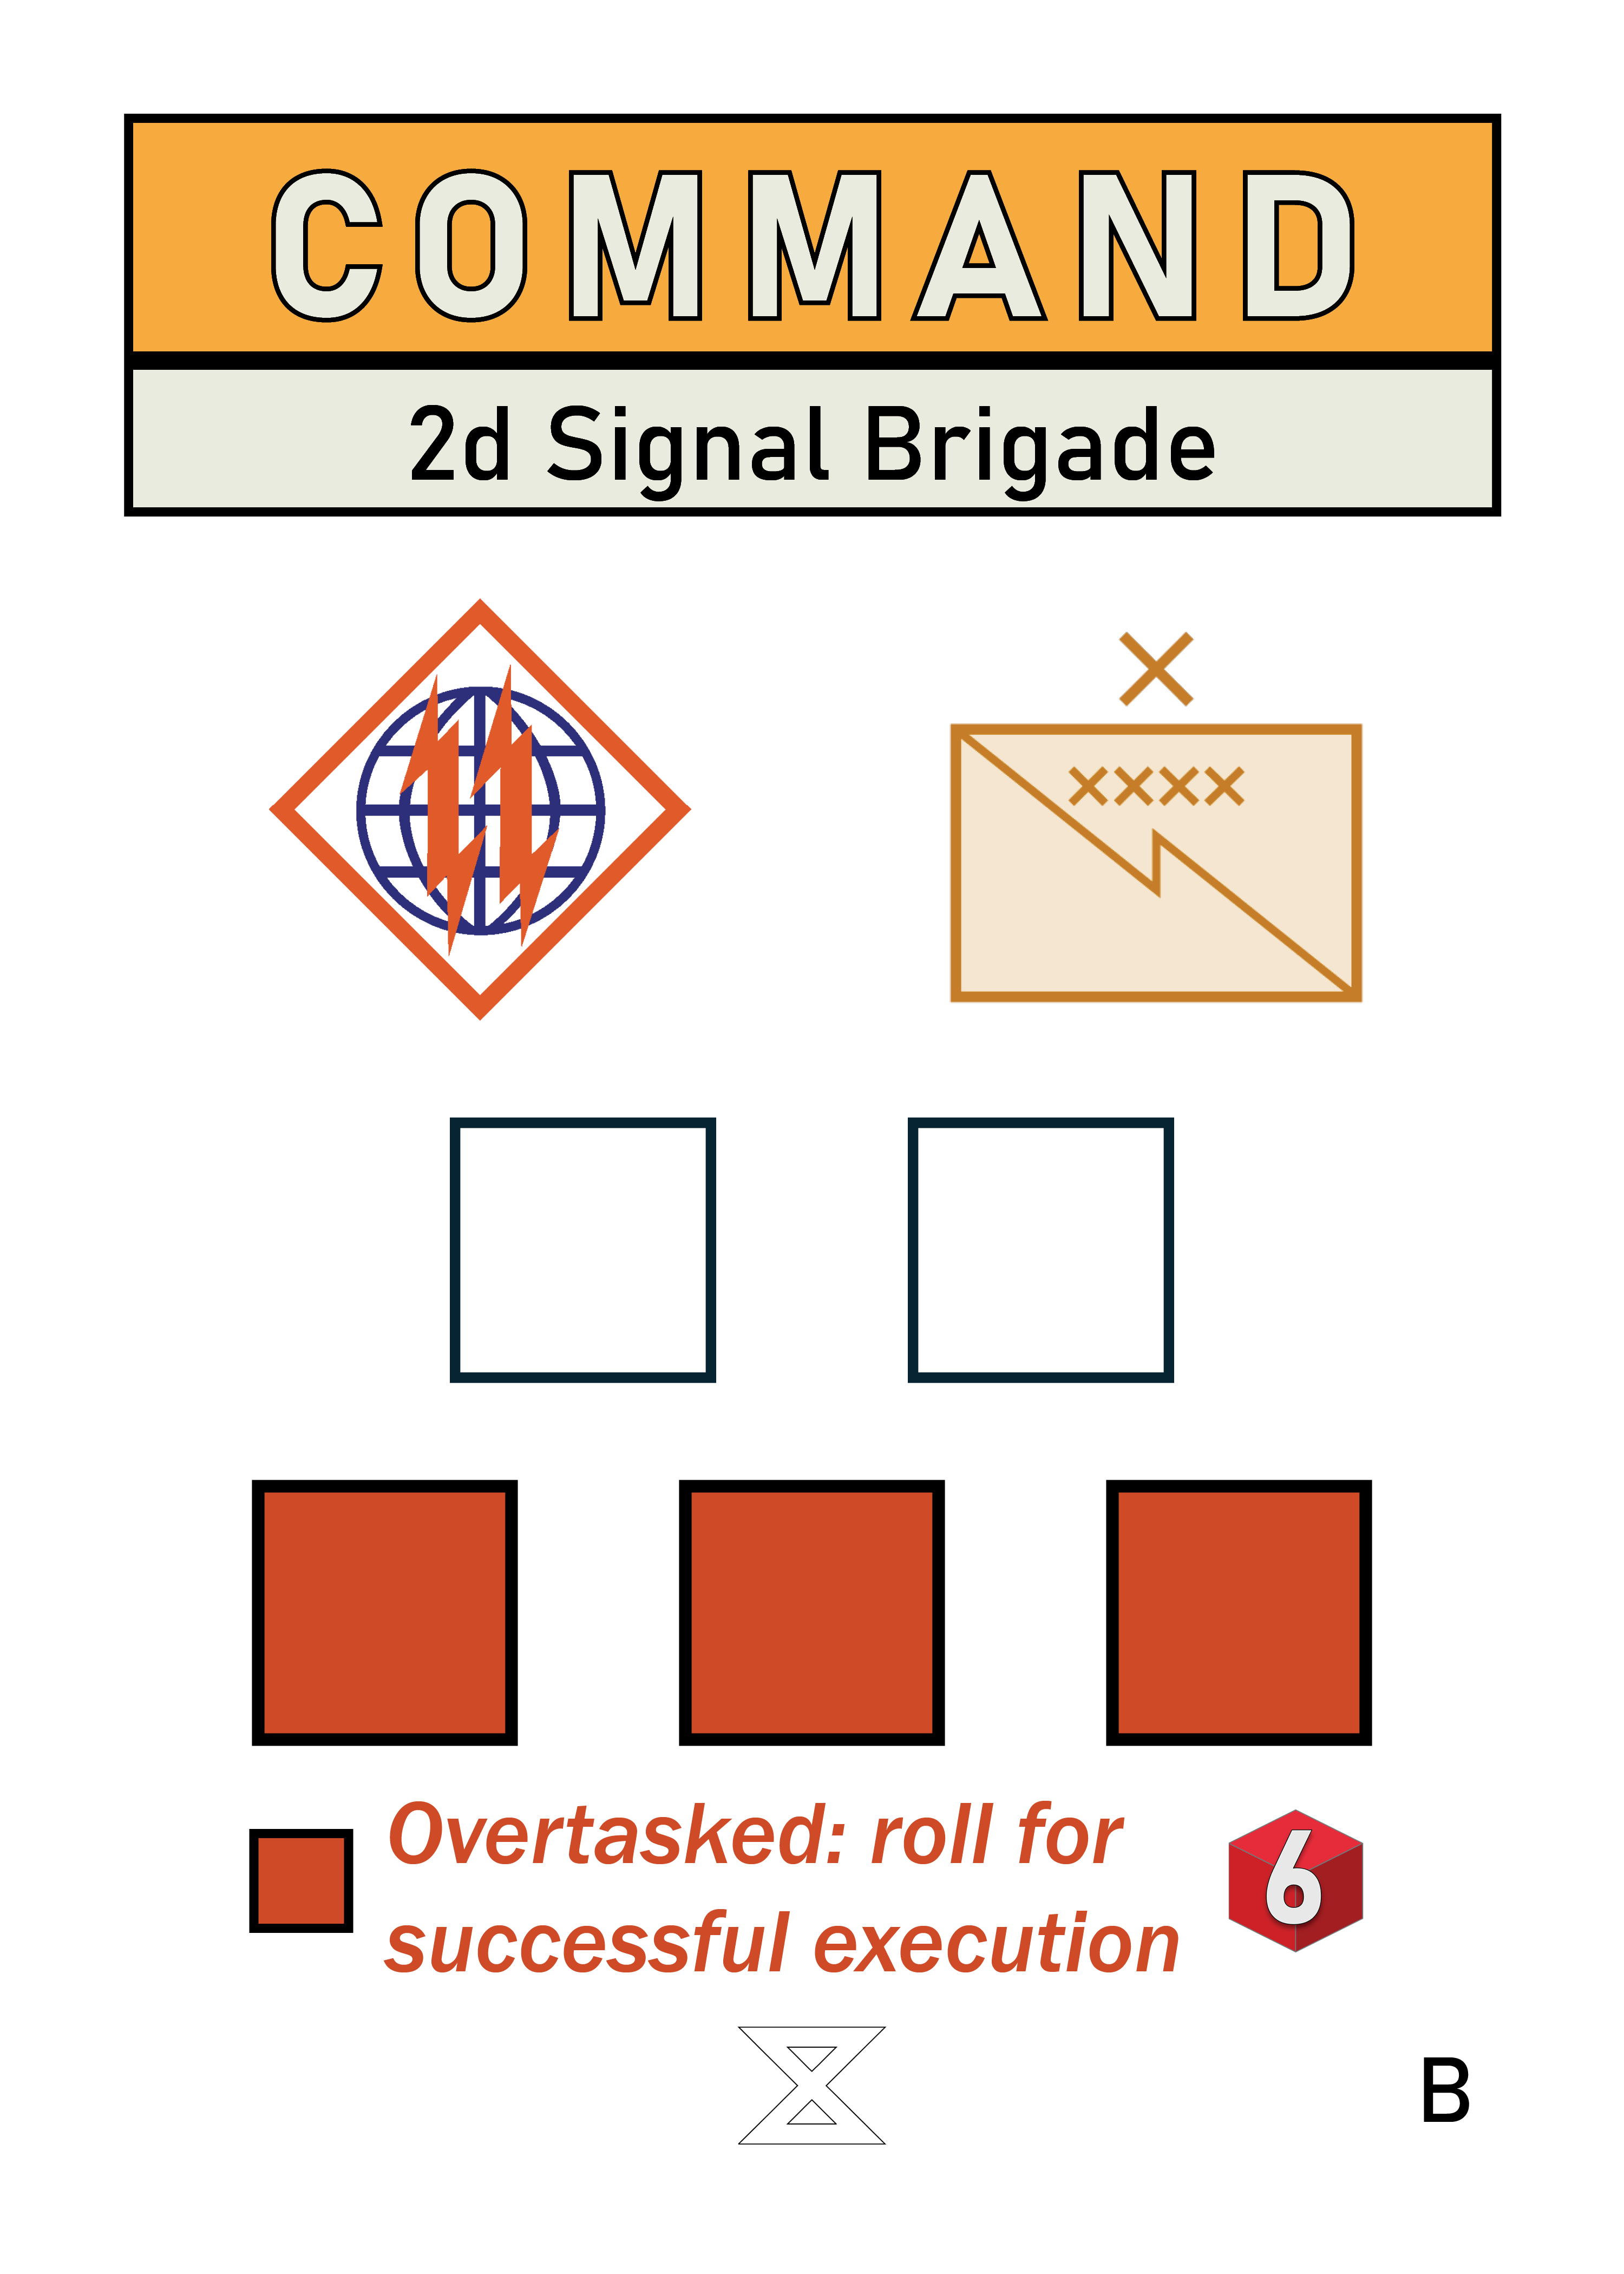 COMMAND
2d Signal Brigade
Overtasked: roll for
successful execution
6
B